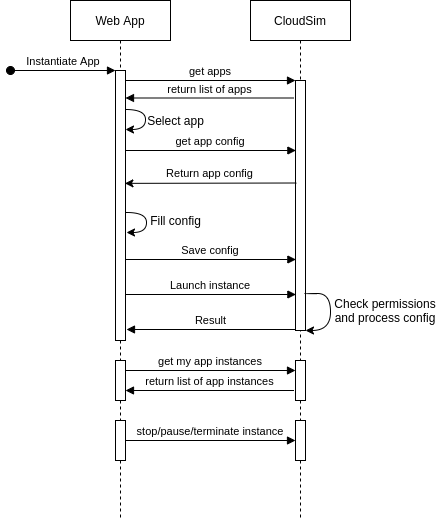 Web App
CloudSim
Instantiate App
get apps
return list of apps
Select app
get app config
Return app config
Fill config
Save config
Launch instance
Check permissions
and process config
Result
get my app instances
return list of app instances
stop/pause/terminate instance